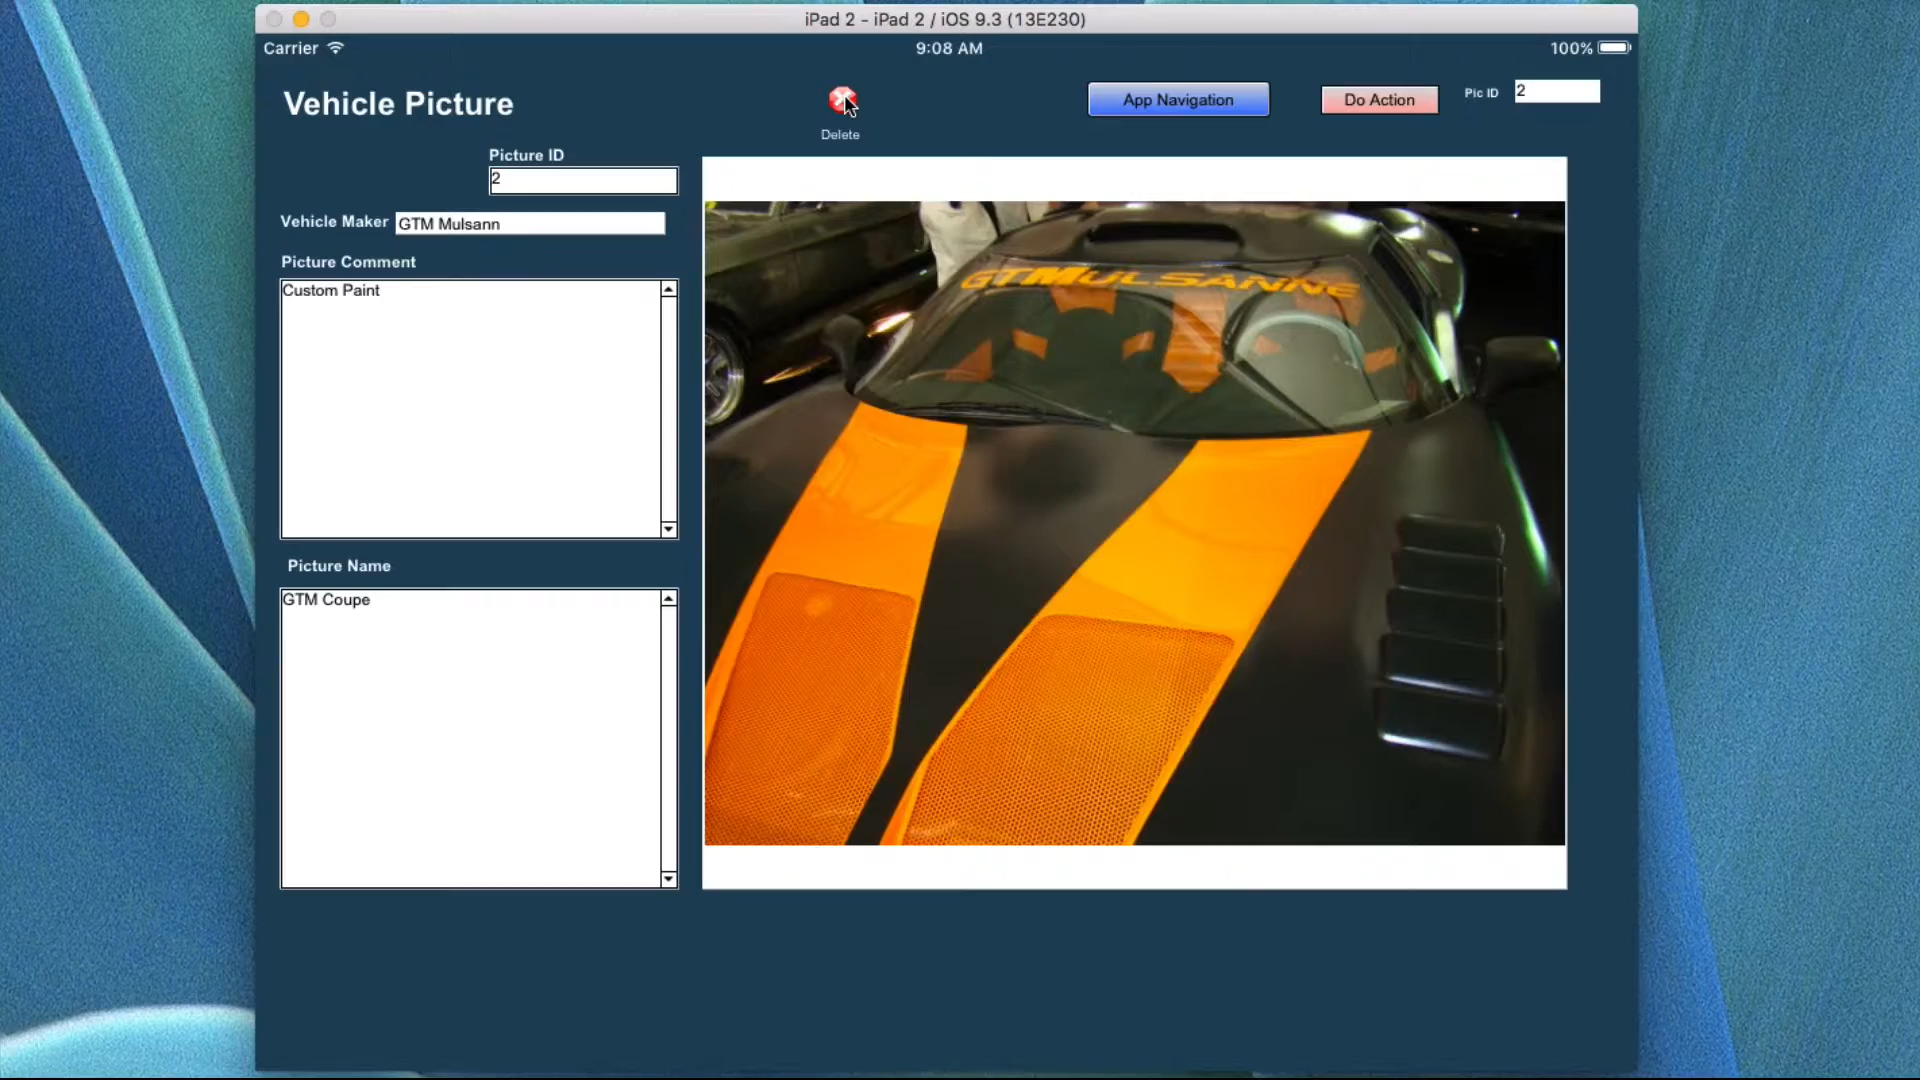 iPad 2 - iPad 2 / iOS 9.3 (13E230)
Carrier 9:08 AM 100%
Vehicle Picture
Delete
App Navigation
Do Action
Pic ID 2
Picture ID
2
Vehicle Maker GTM Mulsann
Picture Comment
Custom Paint
GTMULSANNE
Picture Name
GTM Coupe